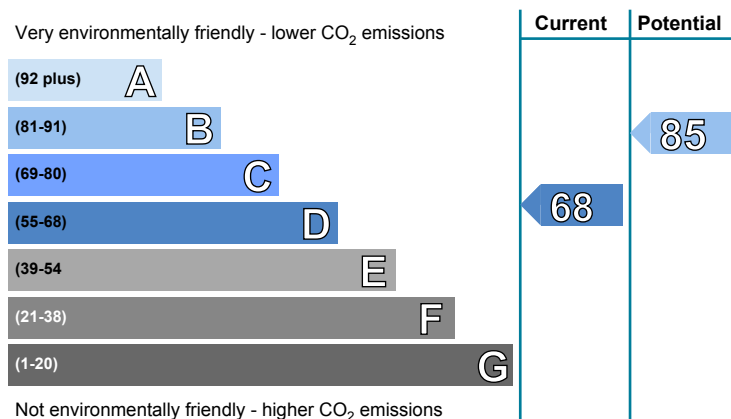 Very environmentally friendly - lower CO₂ emissions
Current
Potential
(92 plus) A
(81-91) B
(69-80) C
(55-68) D
(39-54 E
(21-38) F
(1-20) G
68
85
Not environmentally friendly - higher CO₂ emissions